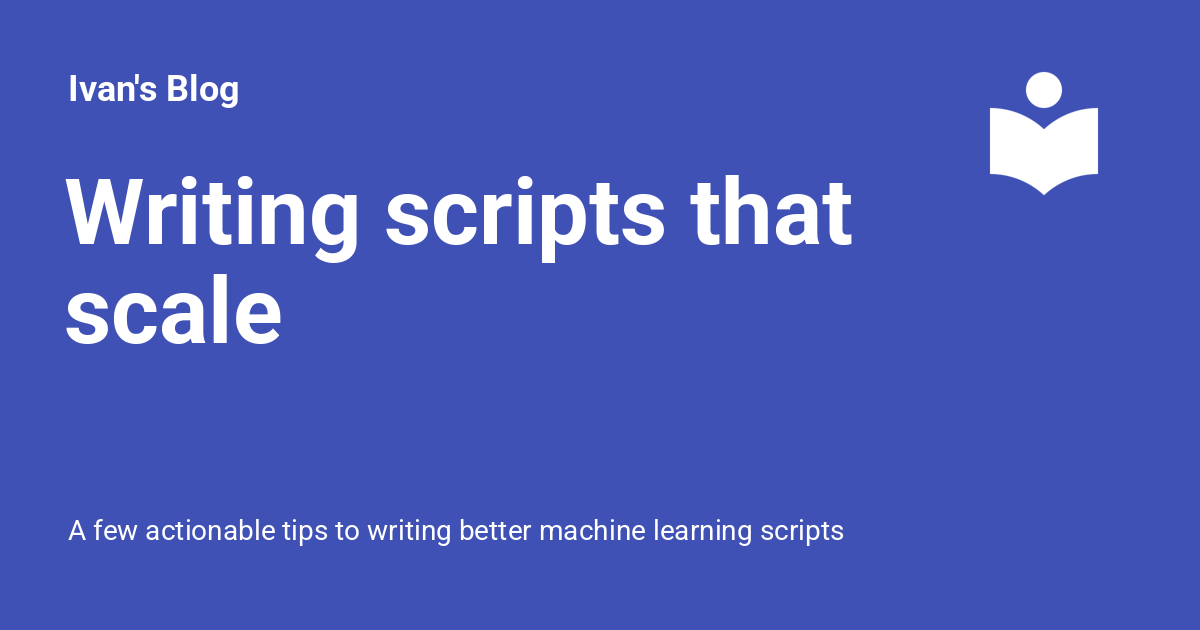 Ivan's Blog
Writing scripts that
scale
A few actionable tips to writing better machine learning scripts